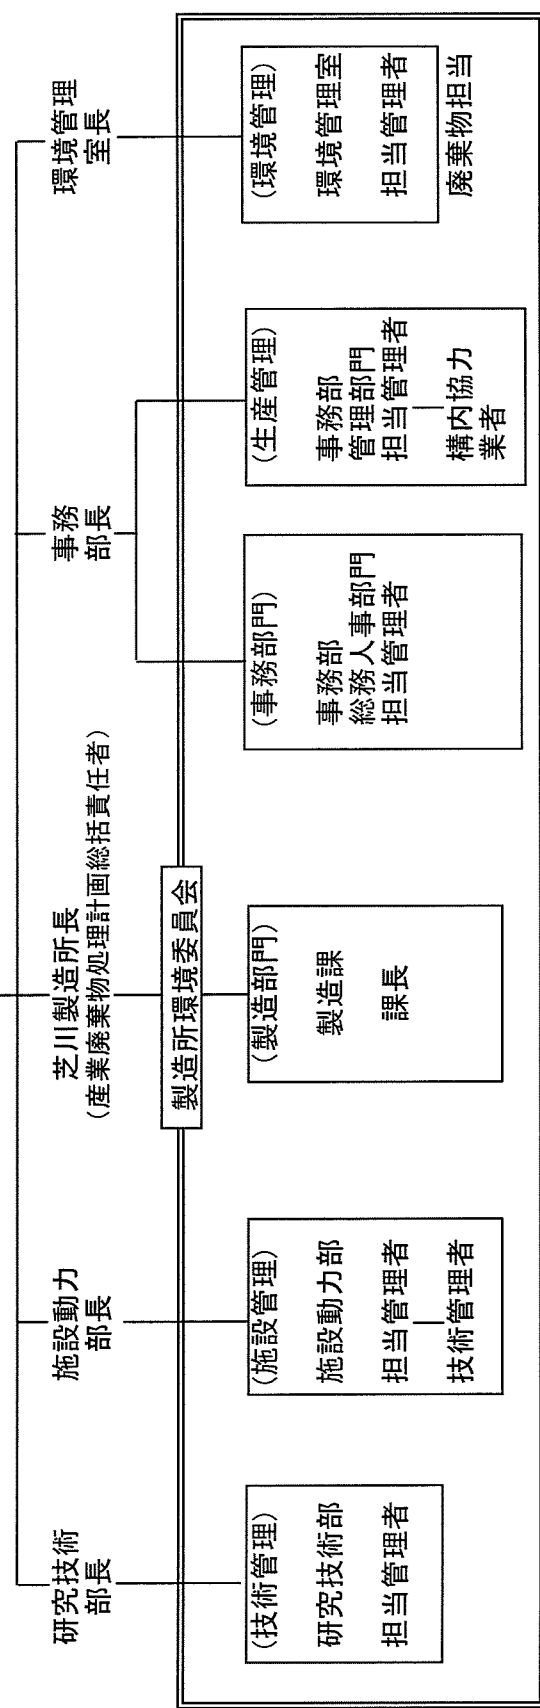 研究技術
部長
施設動力
部長
芝川製造所長
(産業廃棄物処理計画総括責任者)
事務
部長
環境管理
室長
製造所環境委員会
(技術管理)
研究技術部
担当管理者
(施設管理)
施設動力部
担当管理者
技術管理者
(製造部門)
製造課
課長
(事務部門)
事務部
総務人事部門
担当管理者
(生産管理)
事務部
管理部門
担当管理者
構内協力
業者
(環境管理)
環境管理室
担当管理者
廃棄物担当